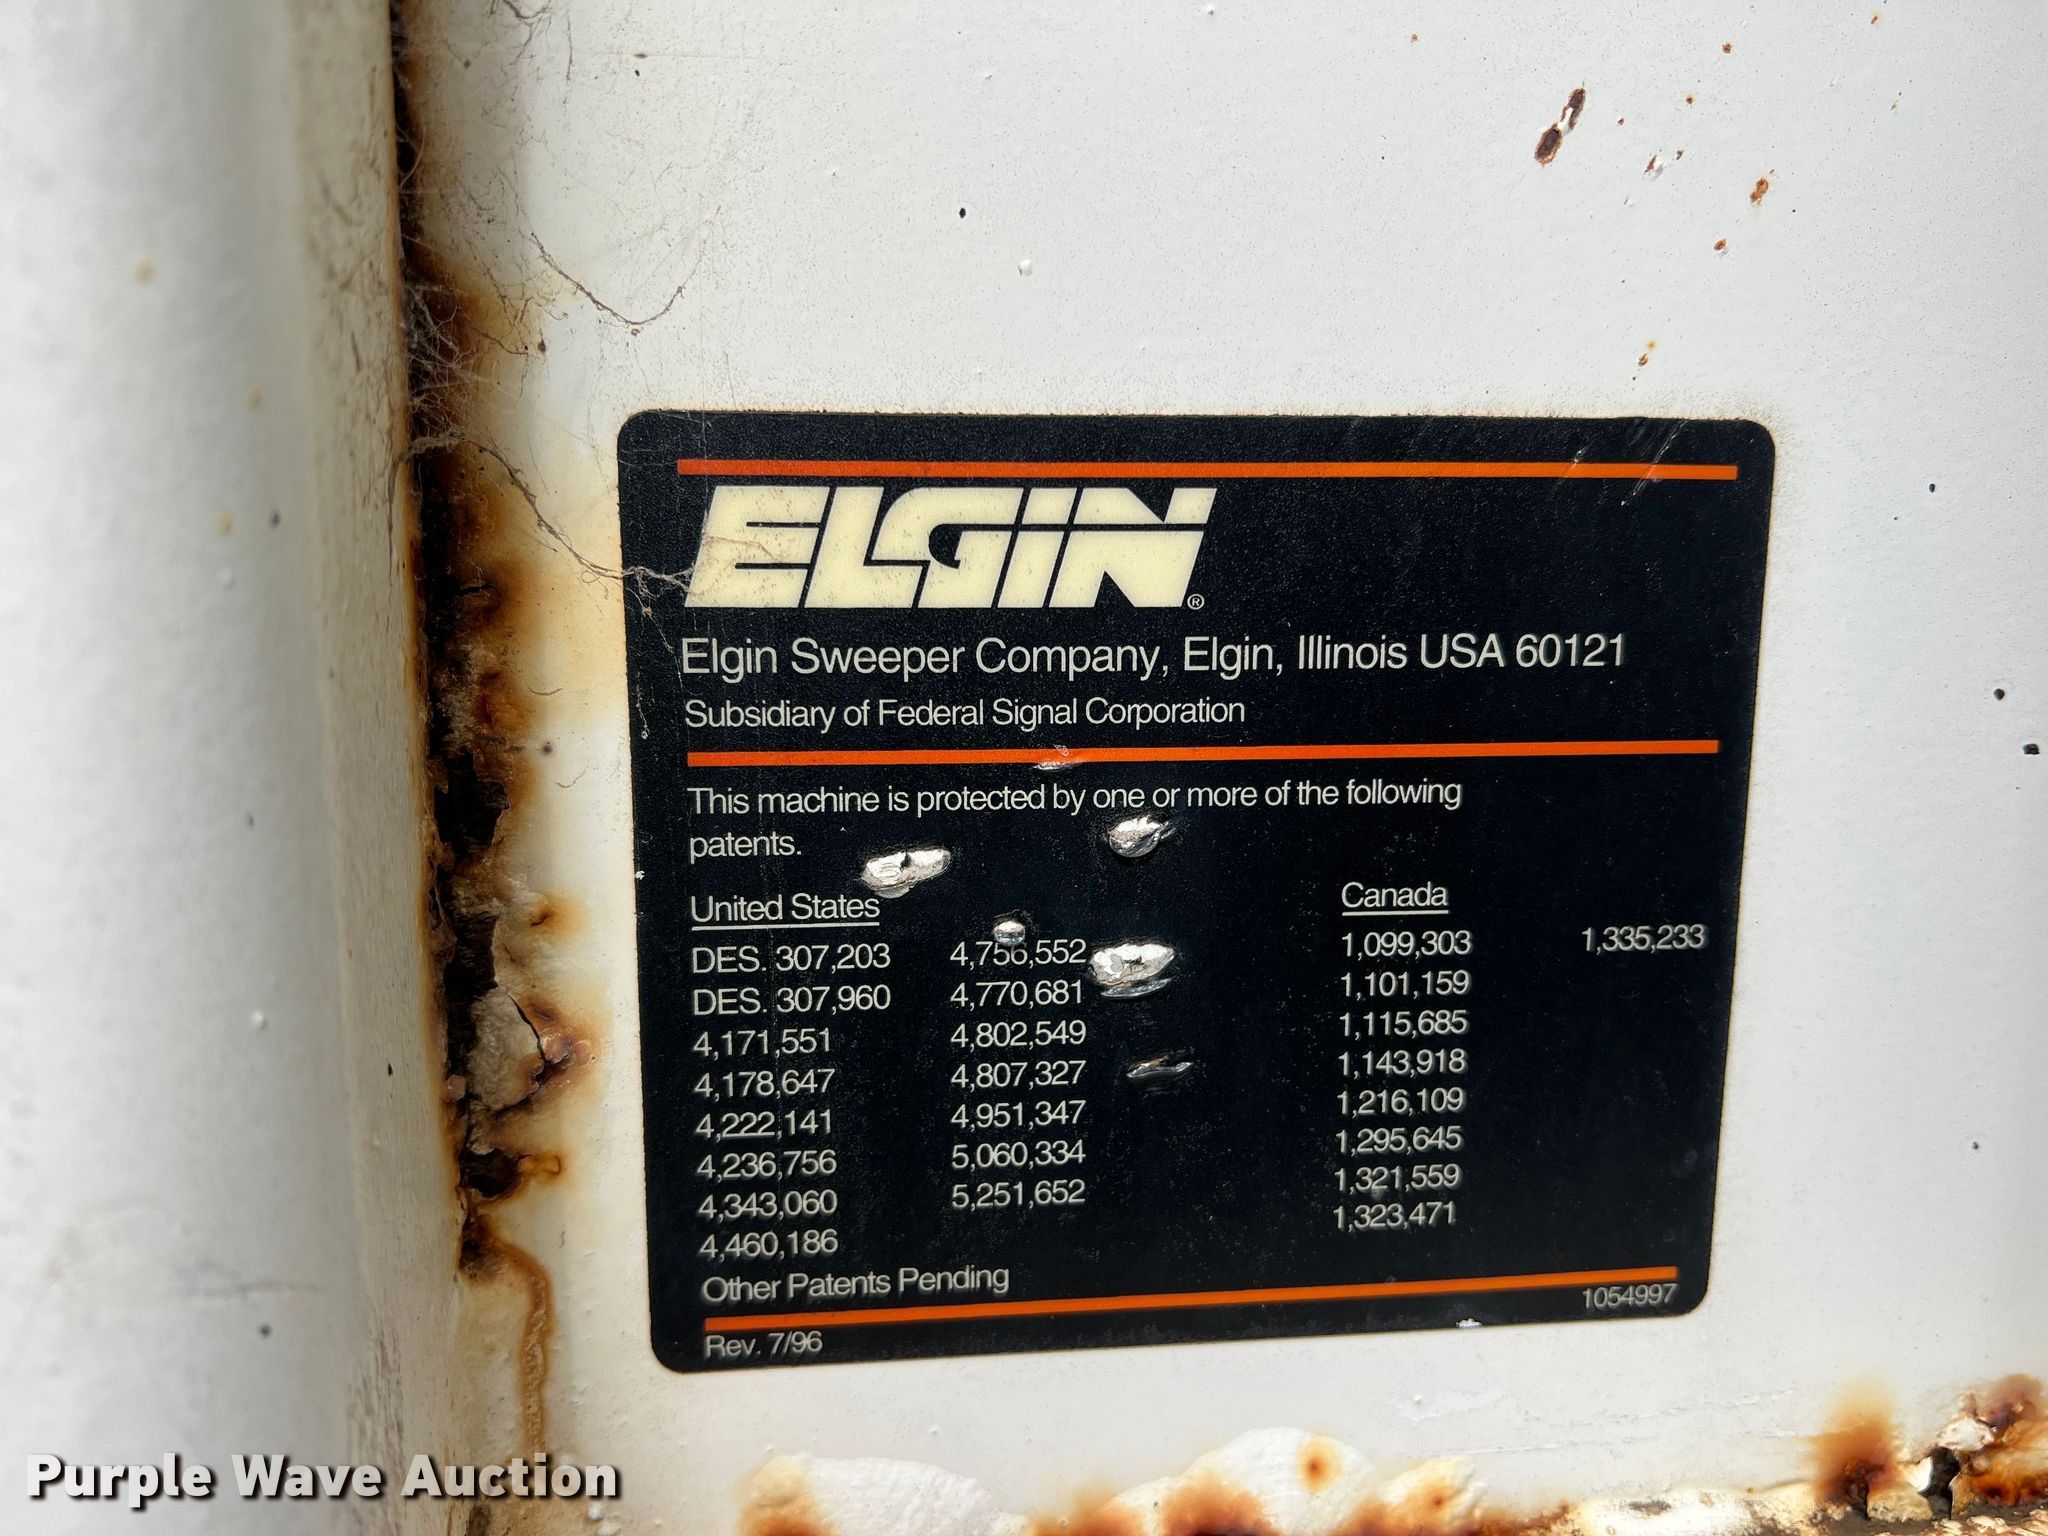 ELGIN®
Elgin Sweeper Company, Elgin, Illinois USA 60121
Subsidiary of Federal Signal Corporation
This machine is protected by one or more of the following
patents.
United States
DES. 307,203
DES. 307,960
4,171,551
4,178,647
4,222,141
4,236,756
4,343,060
4,460,186
4,756,552
4,770,681
4,802,549
4,807,327
4,951,347
5,060,334
5,251,652
Canada
1,099,303
1,101,159
1,115,685
1,143,918
1,216,109
1,295,645
1,321,559
1,323,471
1,335,233
Other Patents Pending
1054997
Rev. 7/96
Purple Wave Auction